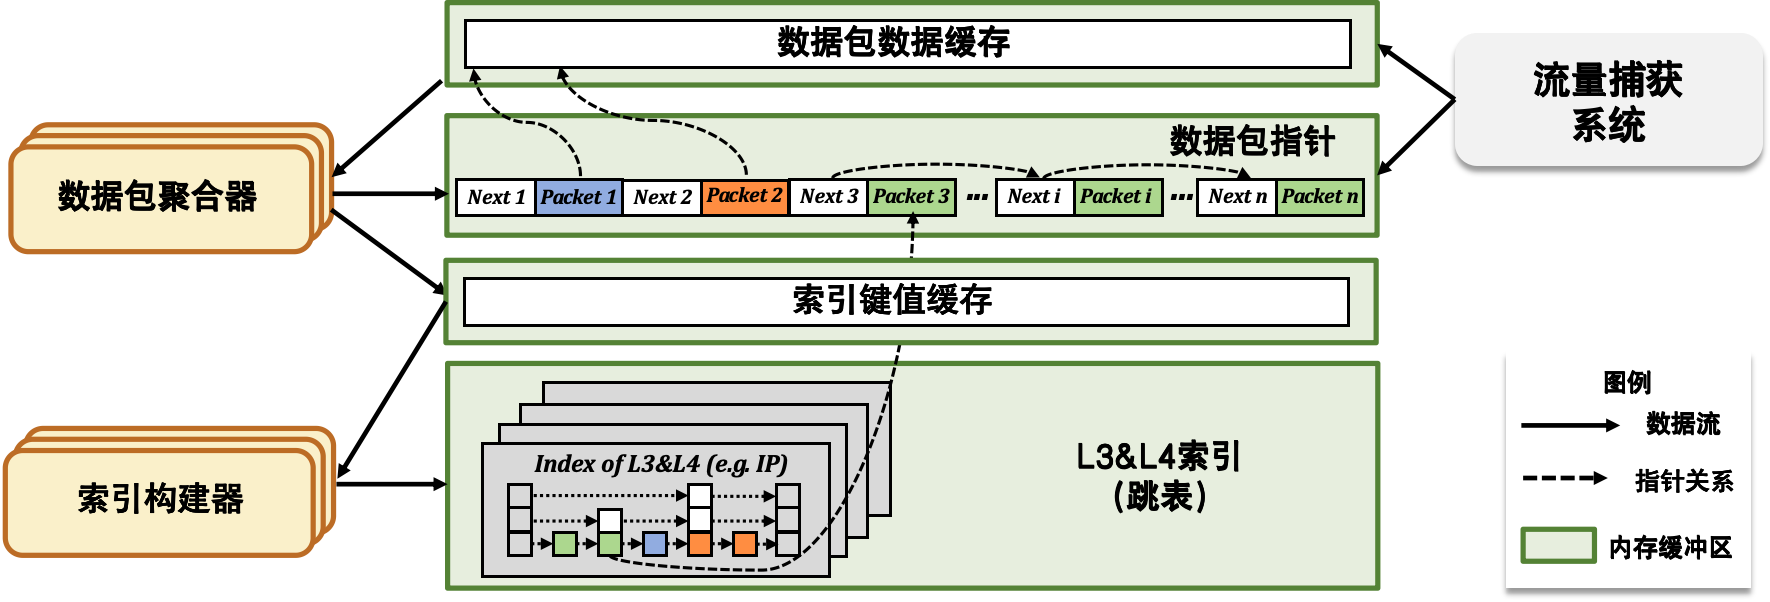 数据包数据缓存
流量捕获
系统
数据包指针
数据包聚合器
Next 1 Packet 1 Next 2 Packet 2 Next 3 Packet 3 ... Next i Packet i ... Next n Packet n
索引键值缓存
图例
数据流
指针关系
内存缓冲区
L3&L4索引
(跳表)
Index of L3&L4 (e.g. IP)
索引构建器